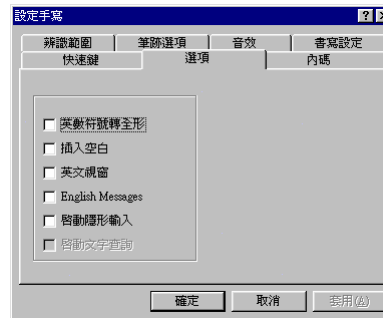 設定手寫
辨識範圍 筆跡選項 音效 書寫設定
快速鍵 選項 內碼
英數符號轉全形
插入空白
英文視窗
English Messages
啓動隱形輸入
啓動文字查詢
確定 取消 套用(A)